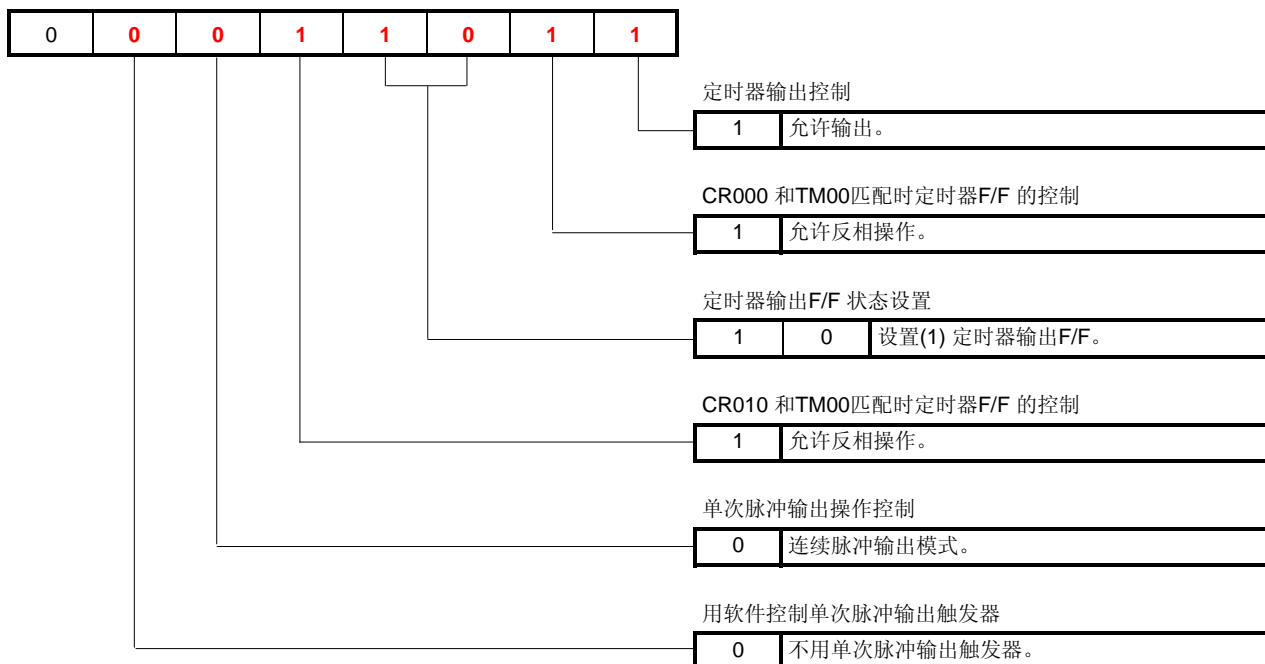 0 0 0 1 1 0 1 1
定时器输出控制
1 允许输出。
CR000 和TM00匹配时定时器F/F 的控制
1 允许反相操作。
定时器输出F/F 状态设置
1 0 设置(1) 定时器输出F/F。
CR010 和TM00匹配时定时器F/F 的控制
1 允许反相操作。
单次脉冲输出操作控制
0 连续脉冲输出模式。
用软件控制单次脉冲输出触发器
0 不用单次脉冲输出触发器。